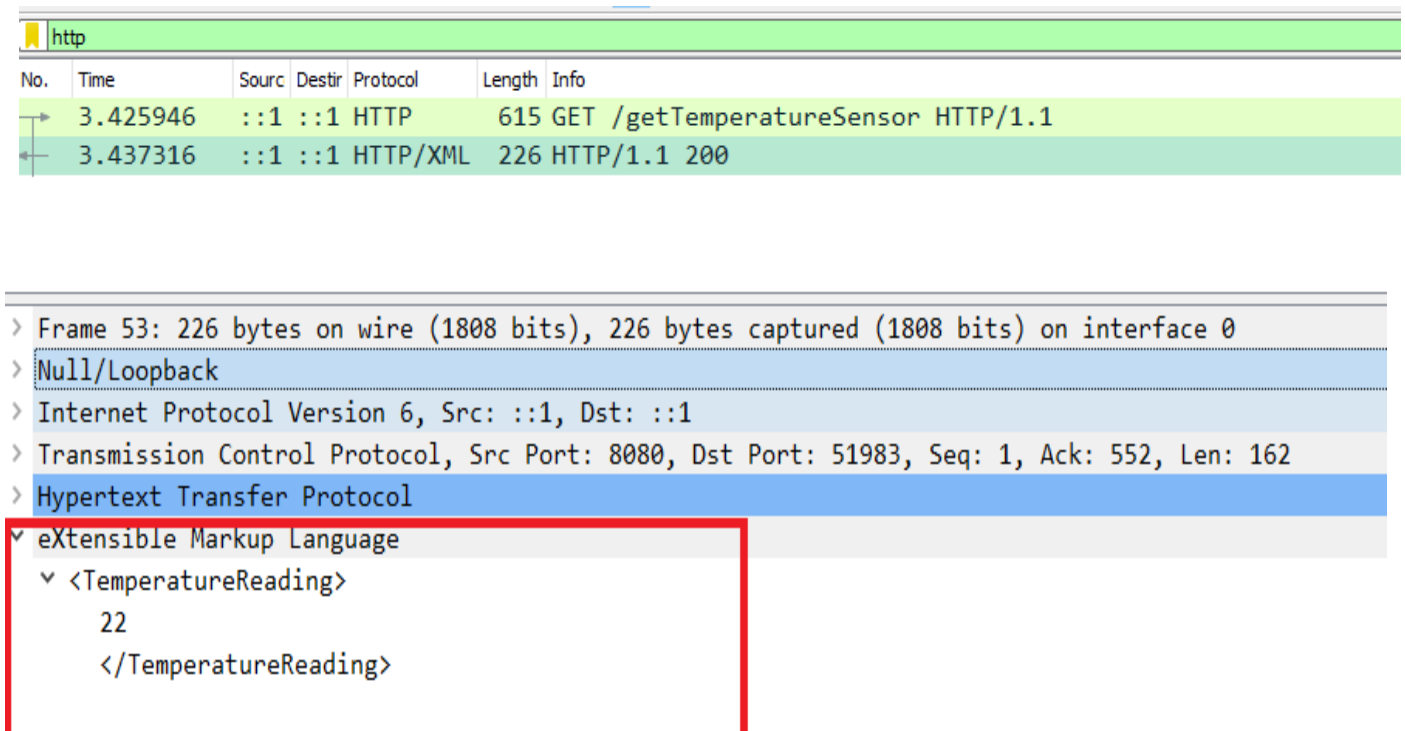 http
No. Time Sourc Destir Protocol Length Info
3.425946 ::1 ::1 HTTP 615 GET /getTemperatureSensor HTTP/1.1
3.437316 ::1 ::1 HTTP/XML 226 HTTP/1.1 200
Frame 53: 226 bytes on wire (1808 bits), 226 bytes captured (1808 bits) on interface 0
Null/Loopback
Internet Protocol Version 6, Src: ::1, Dst: ::1
Transmission Control Protocol, Src Port: 8080, Dst Port: 51983, Seq: 1, Ack: 552, Len: 162
Hypertext Transfer Protocol
eXtensible Markup Language
<TemperatureReading>
22
</TemperatureReading>